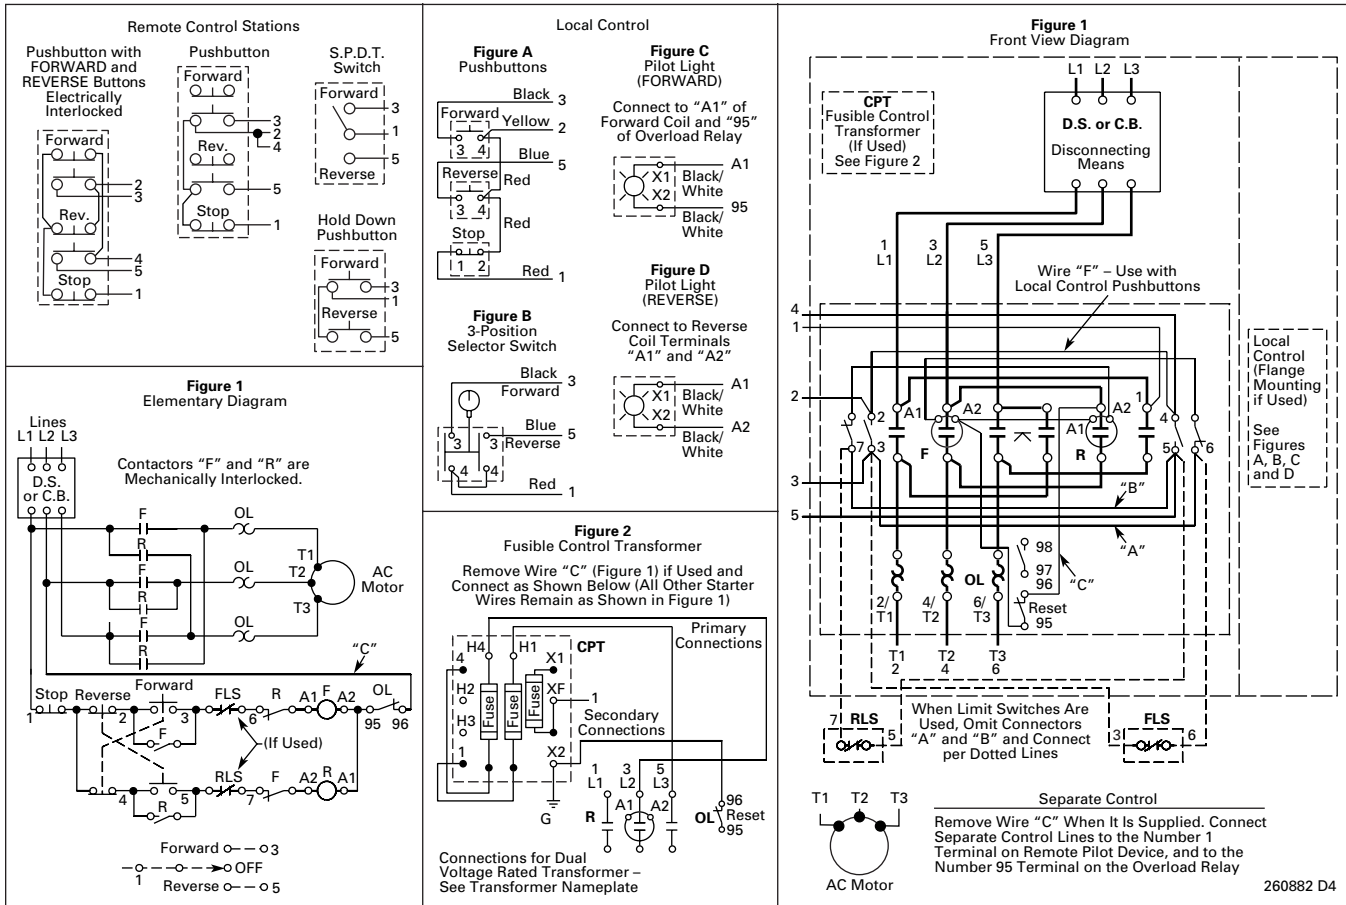 Remote Control Stations
Pushbutton with
FORWARD and
REVERSE Buttons
Electrically
Interlocked
Forward
2
3
Rev.
4
5
Stop
1
Pushbutton
Forward
3
2
4
Rev.
5
Stop
1
S.P.D.T.
Switch
Forward
3
1
5
Reverse
Hold Down
Pushbutton
Forward
3
1
Reverse
5
Local Control
Figure A
Pushbuttons
Black 3
Forward
Yellow 2
3 4
Blue 5
Reverse
Red
3 4
Red
Stop
1 2
Red 1
Figure B
3-Position
Selector Switch
Black 3
Forward
Blue 5
3 3 Reverse
4 4
Red 1
Figure C
Pilot Light
(FORWARD)
Connect to "A1" of
Forward Coil and "95"
of Overload Relay
A1
X1 Black/
X2 White
95
Black/
White
Figure D
Pilot Light
(REVERSE)
Connect to Reverse
Coil Terminals
"A1" and "A2"
A1
X1 Black/
X2 White
A2
Black/
White
Figure 1
Elementary Diagram
Lines
L1 L2 L3
D.S.
or C.B.
Contactors "F" and "R" are
Mechanically Interlocked.
F OL
R T1
F OL T2 AC
R Motor
T3
F OL
R
"C"
Stop Reverse Forward FLS R A1 F A2 OL
1 2 3 6 95 96
F (If Used)
RLS F A2 R A1
4 5 7
R
Forward 3
OFF
1
Reverse 5
Figure 2
Fusible Control Transformer
Remove Wire "C" (Figure 1) if Used and
Connect as Shown Below (All Other Starter
Wires Remain as Shown in Figure 1)
Primary
Connections
H4 H1 CPT
4 X1
H2 Fuse XF 1
Fuse Fuse
H3 Secondary
Connections
1 X2
G
1 3 5
L1 L2 L3
R A1 A2 OL 96
Reset
95
Connections for Dual
Voltage Rated Transformer –
See Transformer Nameplate
Figure 1
Front View Diagram
L1 L2 L3
CPT
Fusible Control
Transformer
(If Used)
See Figure 2
D.S. or C.B.
Disconnecting
Means
1 3 5
L1 L2 L3
Wire "F" – Use with
Local Control Pushbuttons
4
1
2
2 A1 A2 A1 A2 1 4
7 3 F R 5 6
3
"B"
5
"A"
98
97
OL 96 "C"
Reset
95
2/ 4/ 6/
T1 T2 T3
T1 T2 T3
2 4 6
Local
Control
(Flange
Mounting
if Used)
See
Figures
A, B, C
and D
7 RLS 5
When Limit Switches Are
Used, Omit Connectors
"A" and "B" and Connect
per Dotted Lines
3 FLS 6
T1 T2 T3
AC Motor
Separate Control
Remove Wire "C" When It Is Supplied. Connect
Separate Control Lines to the Number 1
Terminal on Remote Pilot Device, and to the
Number 95 Terminal on the Overload Relay
260882 D4